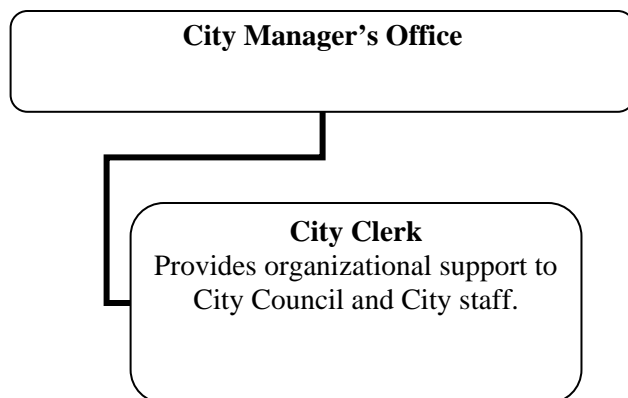 City Manager’s Office
City Clerk
Provides organizational support to
City Council and City staff.